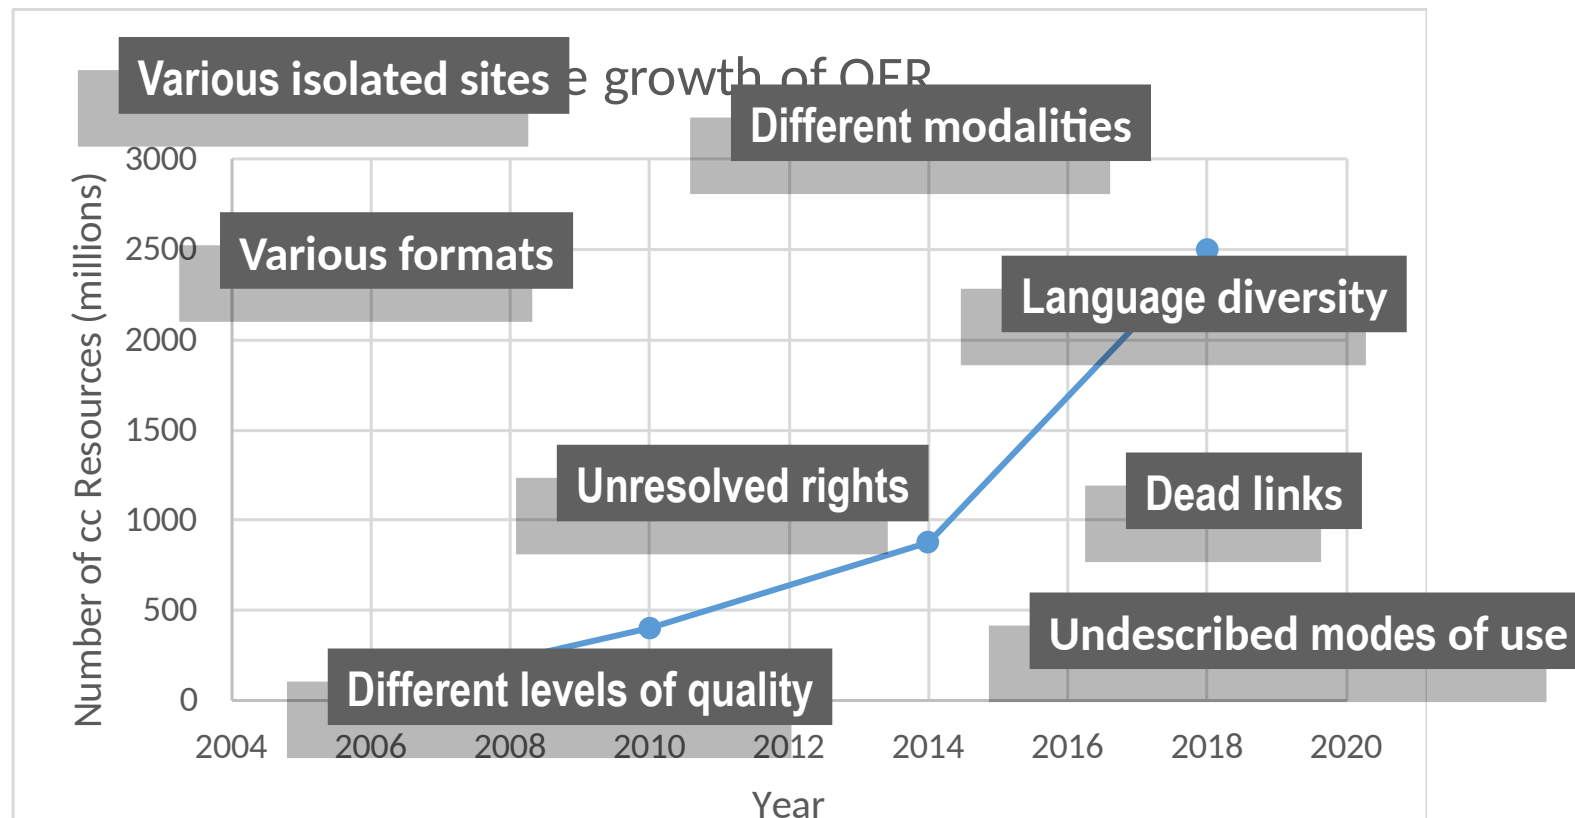 Various isolated sites
e growth of OER
Different modalities
Number of cc Resources (millions)
3000
2500
2000
1500
1000
500
0
Various formats
Language diversity
Unresolved rights
Dead links
Undescribed modes of use
Different levels of quality
2004 2006 2008 2010 2012 2014 2016 2018 2020
Year